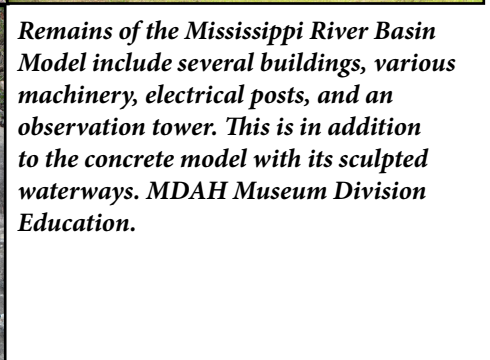 Remains of the Mississippi River Basin
Model include several buildings, various
machinery, electrical posts, and an
observation tower. This is in addition
to the concrete model with its sculpted
waterways. MDAH Museum Division
Education.